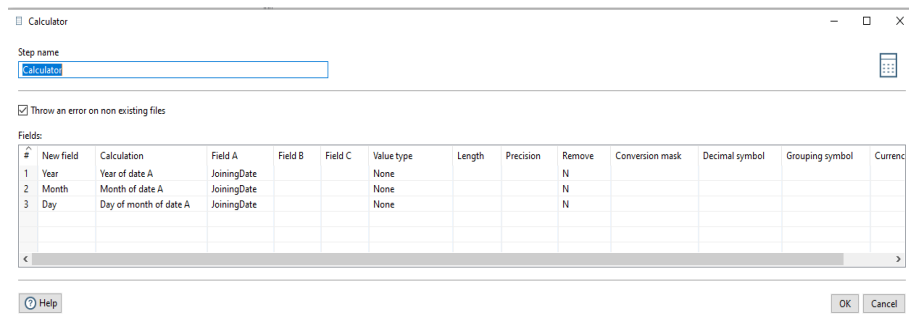 Calculator
Step name
Calculator
Throw an error on non existing files
Fields:
# New field Calculation Field A Field B Field C Value type Length Precision Remove Conversion mask Decimal symbol Grouping symbol Currenc
1 Year Year of date A JoiningDate None N
2 Month Month of date A JoiningDate None N
3 Day Day of month of date A JoiningDate None N
Help OK Cancel